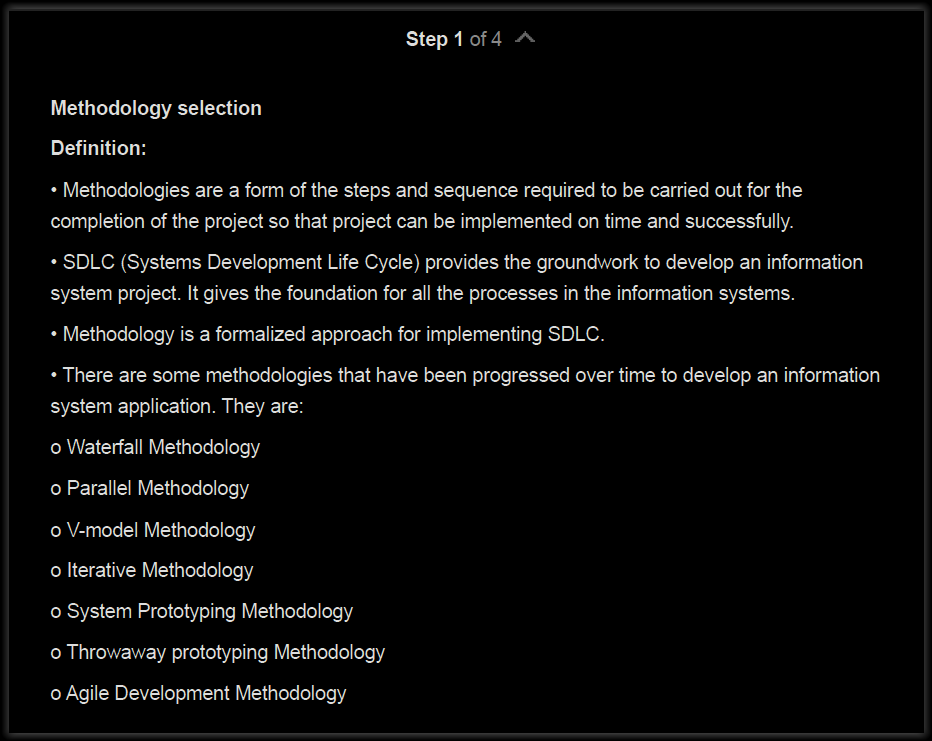 Step 1 of 4
Methodology selection
Definition:
• Methodologies are a form of the steps and sequence required to be carried out for the
completion of the project so that project can be implemented on time and successfully.
• SDLC (Systems Development Life Cycle) provides the groundwork to develop an information
system project. It gives the foundation for all the processes in the information systems.
• Methodology is a formalized approach for implementing SDLC.
• There are some methodologies that have been progressed over time to develop an information
system application. They are:
o Waterfall Methodology
o Parallel Methodology
o V-model Methodology
o Iterative Methodology
o System Prototyping Methodology
o Throwaway prototyping Methodology
o Agile Development Methodology